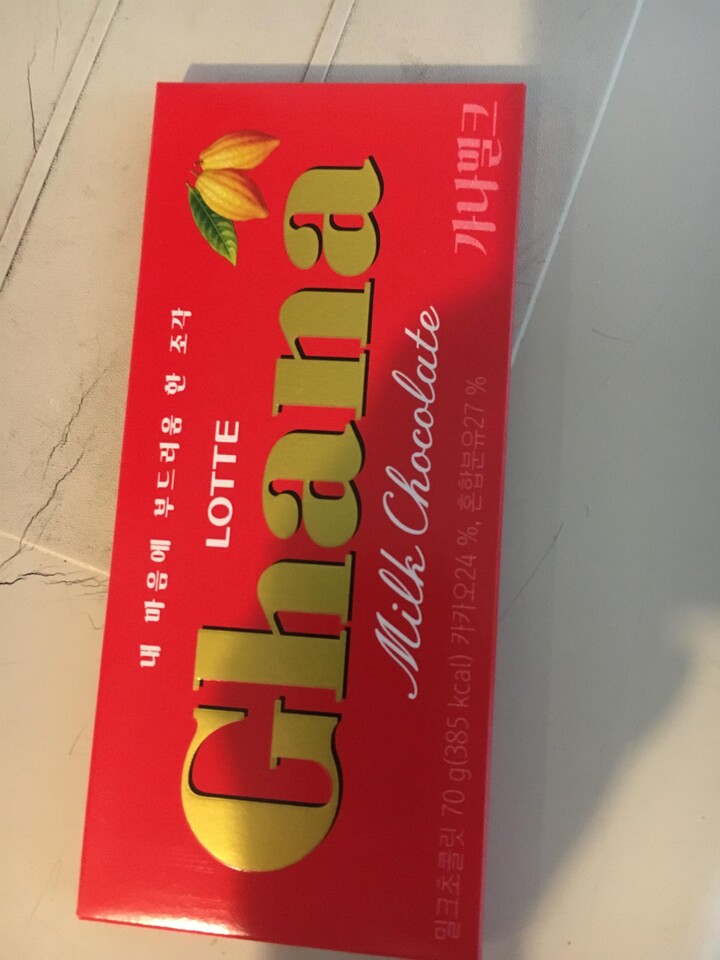 내 마음에 부드러움 한 조각
LOTTE
Ghana
Milk Chocolate
가나밀크
밀크초콜릿 70 g(385 kcal) 카카오24 %, 혼합분유27 %